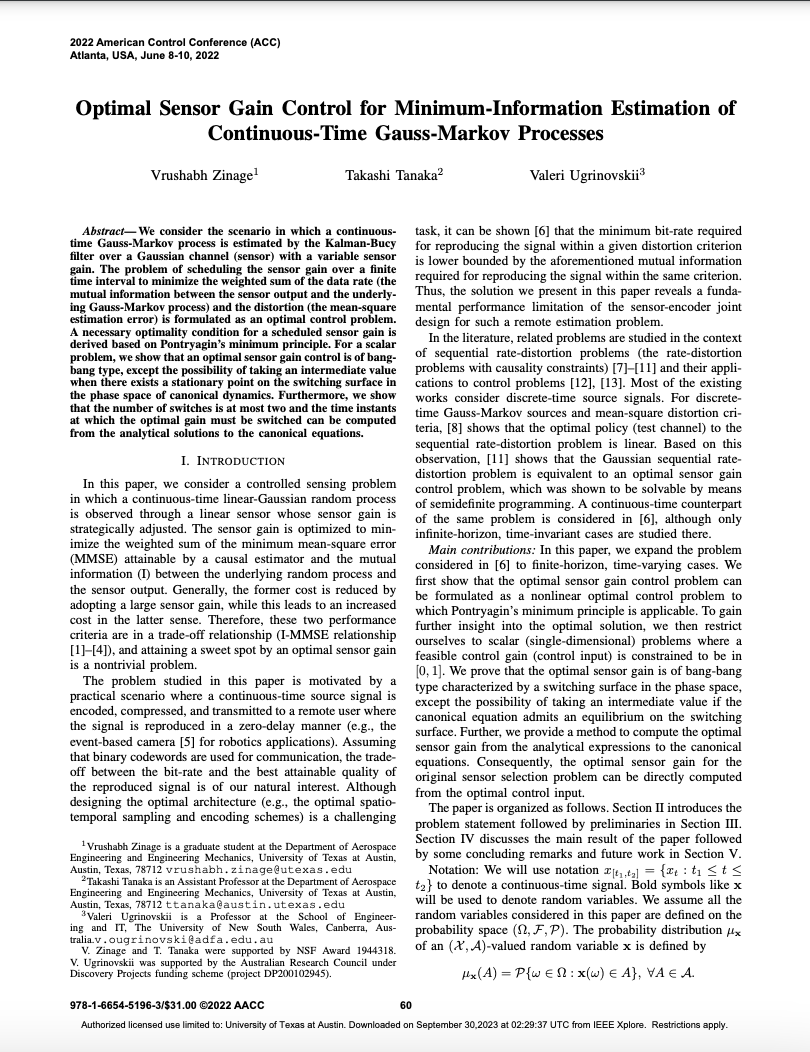 2022 American Control Conference (ACC)
Atlanta, USA, June 8-10, 2022
Optimal Sensor Gain Control for Minimum-Information Estimation of
Continuous-Time Gauss-Markov Processes
Vrushabh Zinage¹ Takashi Tanaka² Valeri Ugrinovskii³
Abstract— We consider the scenario in which a continuous-
time Gauss-Markov process is estimated by the Kalman-Bucy
filter over a Gaussian channel (sensor) with a variable sensor
gain. The problem of scheduling the sensor gain over a finite
time interval to minimize the weighted sum of the data rate (the
mutual information between the sensor output and the underly-
ing Gauss-Markov process) and the distortion (the mean-square
estimation error) is formulated as an optimal control problem.
A necessary optimality condition for a scheduled sensor gain is
derived based on Pontryagin's minimum principle. For a scalar
problem, we show that an optimal sensor gain control is of bang-
bang type, except the possibility of taking an intermediate value
when there exists a stationary point on the switching surface in
the phase space of canonical dynamics. Furthermore, we show
that the number of switches is at most two and the time instants
at which the optimal gain must be switched can be computed
from the analytical solutions to the canonical equations.
I. INTRODUCTION
In this paper, we consider a controlled sensing problem
in which a continuous-time linear-Gaussian random process
is observed through a linear sensor whose sensor gain is
strategically adjusted. The sensor gain is optimized to min-
imize the weighted sum of the minimum mean-square error
(MMSE) attainable by a causal estimator and the mutual
information (I) between the underlying random process and
the sensor output. Generally, the former cost is reduced by
adopting a large sensor gain, while this leads to an increased
cost in the latter sense. Therefore, these two performance
criteria are in a trade-off relationship (I-MMSE relationship
[1]–[4]), and attaining a sweet spot by an optimal sensor gain
is a nontrivial problem.
The problem studied in this paper is motivated by a
practical scenario where a continuous-time source signal is
encoded, compressed, and transmitted to a remote user where
the signal is reproduced in a zero-delay manner (e.g., the
event-based camera [5] for robotics applications). Assuming
that binary codewords are used for communication, the trade-
off between the bit-rate and the best attainable quality of
the reproduced signal is of our natural interest. Although
designing the optimal architecture (e.g., the optimal spatio-
temporal sampling and encoding schemes) is a challenging
¹Vrushabh Zinage is a graduate student at the Department of Aerospace
Engineering and Engineering Mechanics, University of Texas at Austin,
Austin, Texas, 78712 vrushabh.zinage@utexas.edu
²Takashi Tanaka is an Assistant Professor at the Department of Aerospace
Engineering and Engineering Mechanics, University of Texas at Austin,
Austin, Texas, 78712 ttanaka@austin.utexas.edu
³Valeri Ugrinovskii is a Professor at the School of Engineer-
ing and IT, The University of New South Wales, Canberra, Aus-
tralia.v.ougrinovski@adfa.edu.au
V. Zinage and T. Tanaka were supported by NSF Award 1944318.
V. Ugrinovskii was supported by the Australian Research Council under
Discovery Projects funding scheme (project DP200102945).
task, it can be shown [6] that the minimum bit-rate required
for reproducing the signal within a given distortion criterion
is lower bounded by the aforementioned mutual information
required for reproducing the signal within the same criterion.
Thus, the solution we present in this paper reveals a funda-
mental performance limitation of the sensor-encoder joint
design for such a remote estimation problem.
In the literature, related problems are studied in the context
of sequential rate-distortion problems (the rate-distortion
problems with causality constraints) [7]–[11] and their appli-
cations to control problems [12], [13]. Most of the existing
works consider discrete-time source signals. For discrete-
time Gauss-Markov sources and mean-square distortion cri-
teria, [8] shows that the optimal policy (test channel) to the
sequential rate-distortion problem is linear. Based on this
observation, [11] shows that the Gaussian sequential rate-
distortion problem is equivalent to an optimal sensor gain
control problem, which was shown to be solvable by means
of semidefinite programming. A continuous-time counterpart
of the same problem is considered in [6], although only
infinite-horizon, time-invariant cases are studied there.
Main contributions: In this paper, we expand the problem
considered in [6] to finite-horizon, time-varying cases. We
first show that the optimal sensor gain control problem can
be formulated as a nonlinear optimal control problem to
which Pontryagin's minimum principle is applicable. To gain
further insight into the optimal solution, we then restrict
ourselves to scalar (single-dimensional) problems where a
feasible control gain (control input) is constrained to be in
[0, 1]. We prove that the optimal sensor gain is of bang-bang
type characterized by a switching surface in the phase space,
except the possibility of taking an intermediate value if the
canonical equation admits an equilibrium on the switching
surface. Further, we provide a method to compute the optimal
sensor gain from the analytical expressions to the canonical
equations. Consequently, the optimal sensor gain for the
original sensor selection problem can be directly computed
from the optimal control input.
The paper is organized as follows. Section II introduces the
problem statement followed by preliminaries in Section III.
Section IV discusses the main result of the paper followed
by some concluding remarks and future work in Section V.
Notation: We will use notation x[t₁,t₂] = {xₜ : t₁ ≤ t ≤
t₂} to denote a continuous-time signal. Bold symbols like x
will be used to denote random variables. We assume all the
random variables considered in this paper are defined on the
probability space (Ω, F, P). The probability distribution μₓ
of an (X, A)-valued random variable x is defined by
μₓ(A) = P{ω ∈ Ω : x(ω) ∈ A}, ∀A ∈ A.
978-1-6654-5196-3/$31.00 ©2022 AACC
60
Authorized licensed use limited to: University of Texas at Austin. Downloaded on September 30,2023 at 02:29:37 UTC from IEEE Xplore. Restrictions apply.